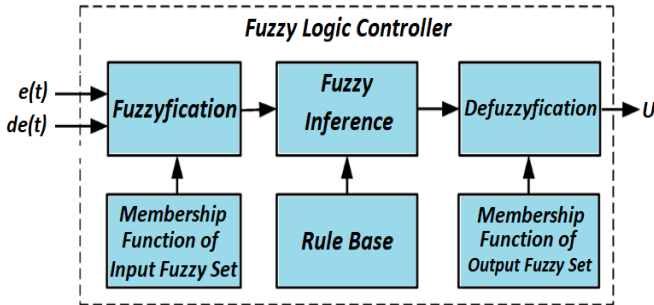 Fuzzy Logic Controller
e(t)
de(t)
Fuzzyfication
Fuzzy
Inference
Defuzzyfication
U
Membership
Function of
Input Fuzzy Set
Rule Base
Membership
Function of
Output Fuzzy Set